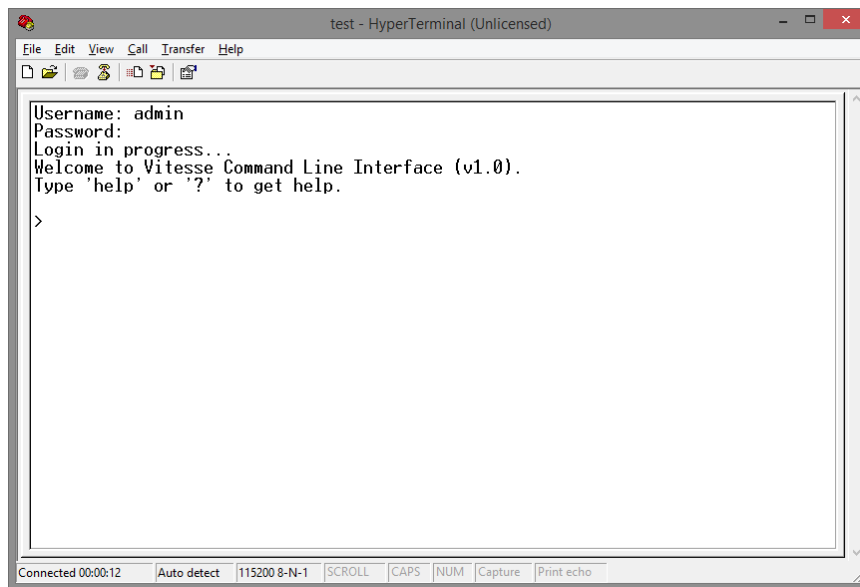 test - HyperTerminal (Unlicensed)
File Edit View Call Transfer Help
Username: admin
Password:
Login in progress...
Welcome to Vitesse Command Line Interface (v1.0).
Type 'help' or '?' to get help.
>
Connected 00:00:12 Auto detect 115200 8-N-1 SCROLL CAPS NUM Capture Print echo